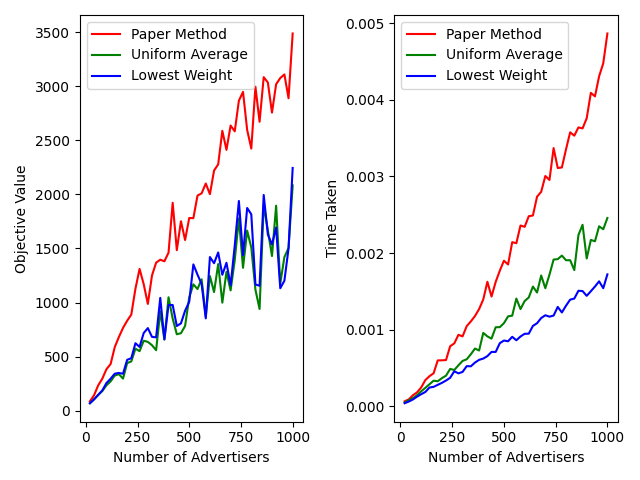 Paper Method
Uniform Average
Lowest Weight
3500
3000
2500
2000
1500
1000
500
0
Objective Value
0
250
500
750
1000
Number of Advertisers
Paper Method
Uniform Average
Lowest Weight
0.005
0.004
0.003
0.002
0.001
0.000
Time Taken
0
250
500
750
1000
Number of Advertisers